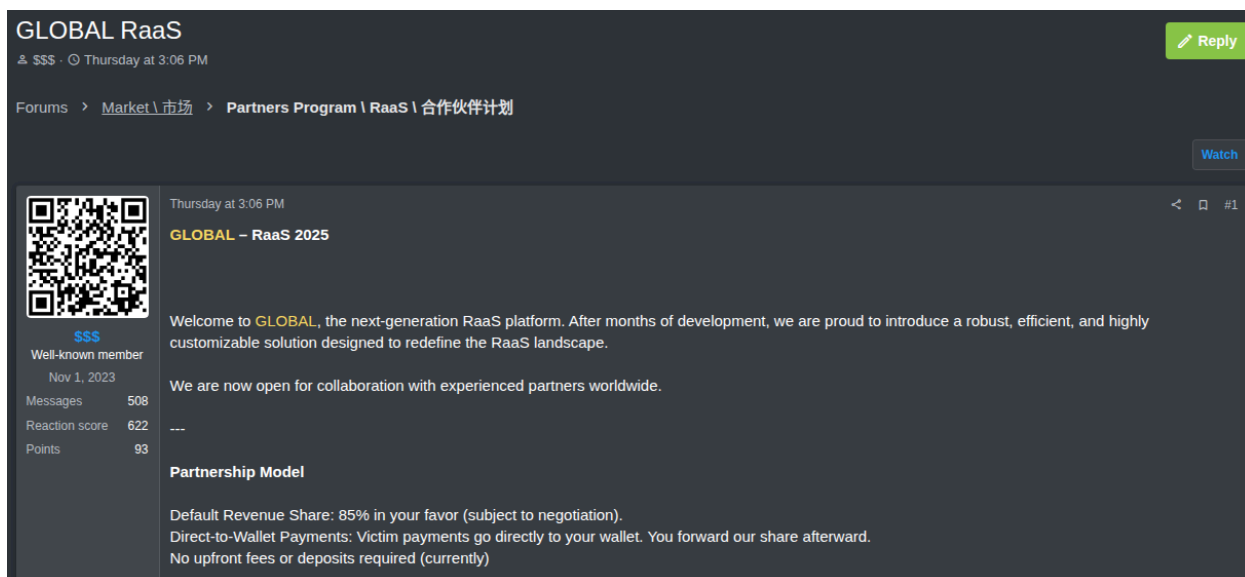 GLOBAL RaaS
$$$ · Thursday at 3:06 PM
Reply
Forums > Market \ 市场 > Partners Program \ RaaS \ 合作伙伴计划
Watch
Thursday at 3:06 PM
#1
GLOBAL – RaaS 2025
Welcome to GLOBAL, the next-generation RaaS platform. After months of development, we are proud to introduce a robust, efficient, and highly
customizable solution designed to redefine the RaaS landscape.
We are now open for collaboration with experienced partners worldwide.
---
Partnership Model
Default Revenue Share: 85% in your favor (subject to negotiation).
Direct-to-Wallet Payments: Victim payments go directly to your wallet. You forward our share afterward.
No upfront fees or deposits required (currently)
$$$
Well-known member
Nov 1, 2023
Messages 508
Reaction score 622
Points 93